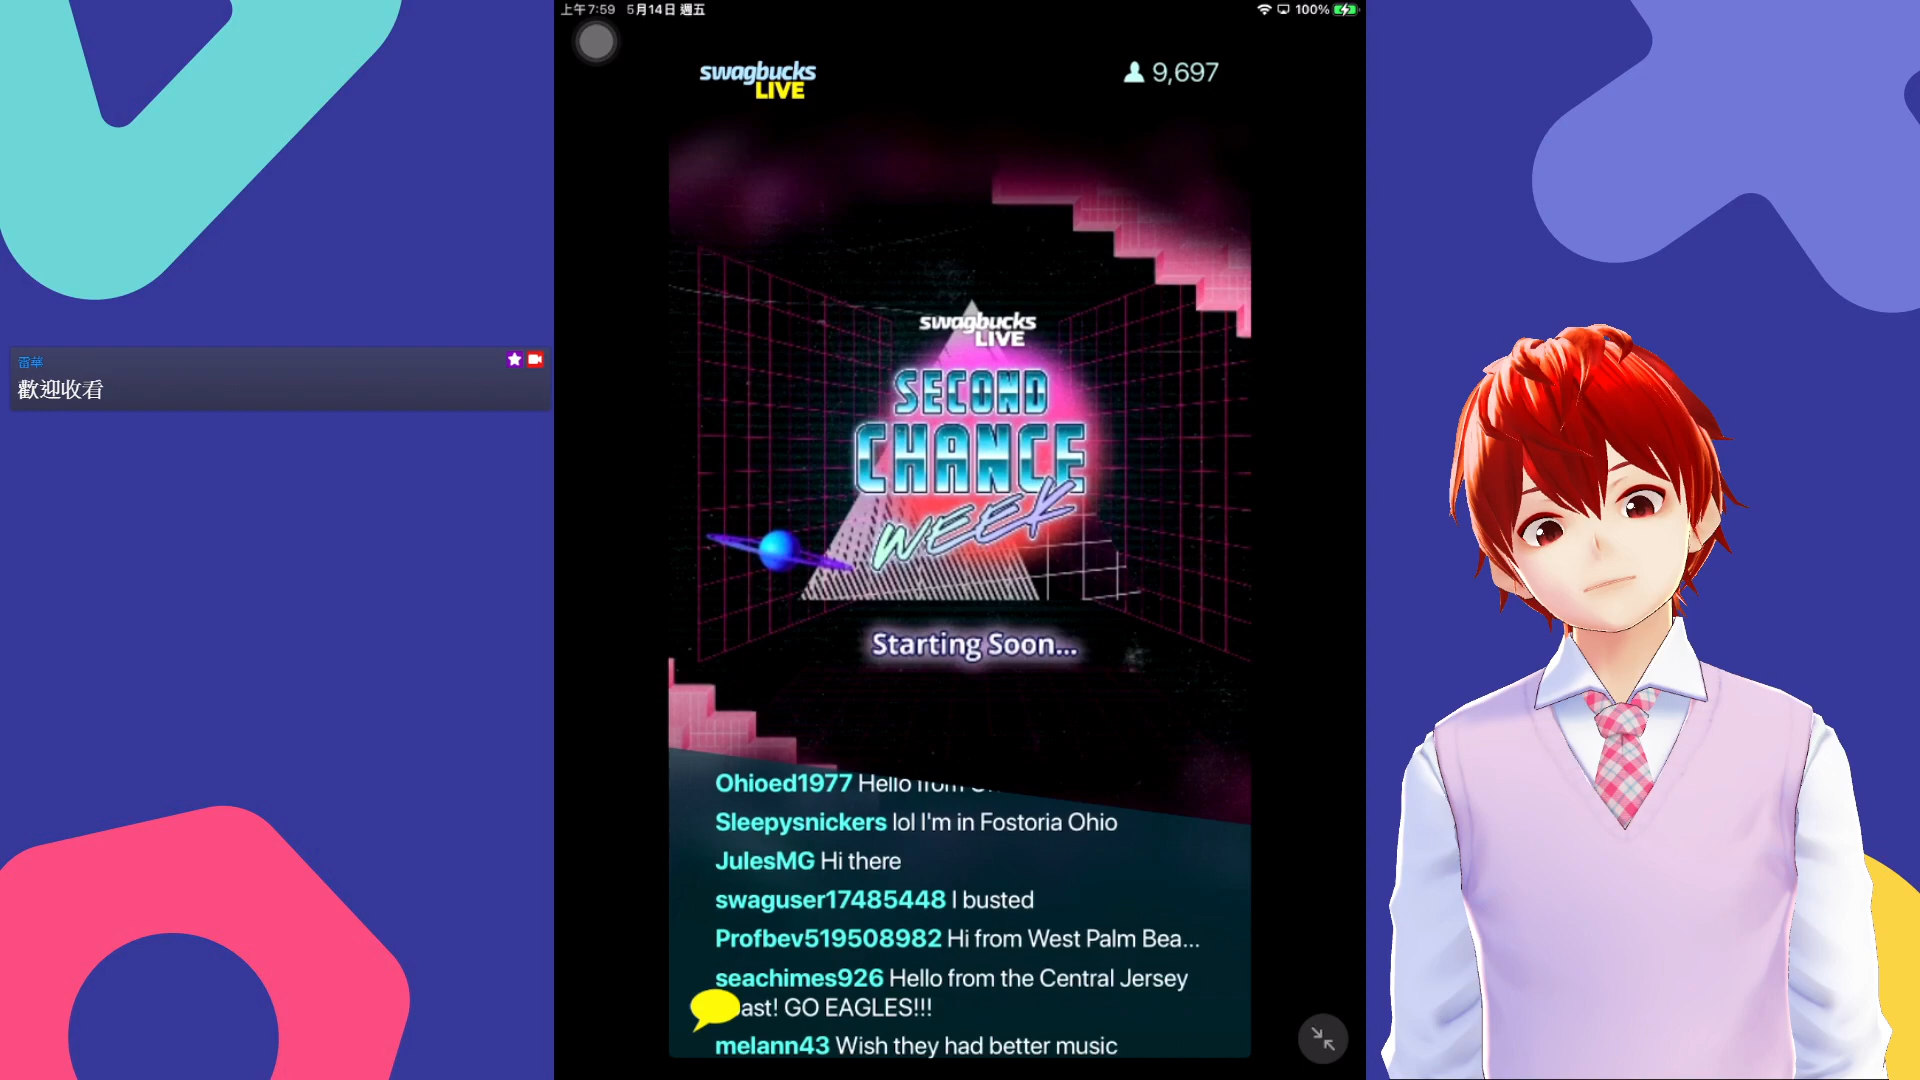 上午7:59 5月14日 週五
100%
swagbucks
LIVE
9,697
雷華
歡迎收看
swagbucks
LIVE
SECOND
CHANCE
WEEK
Starting Soon...
Ohioed1977 Hello from
Sleepysnickers lol I'm in Fostoria Ohio
JulesMG Hi there
swaguser17485448 I busted
Profbev519508982 Hi from West Palm Bea...
seachimes926 Hello from the Central Jersey
ast! GO EAGLES!!!
melann43 Wish they had better music